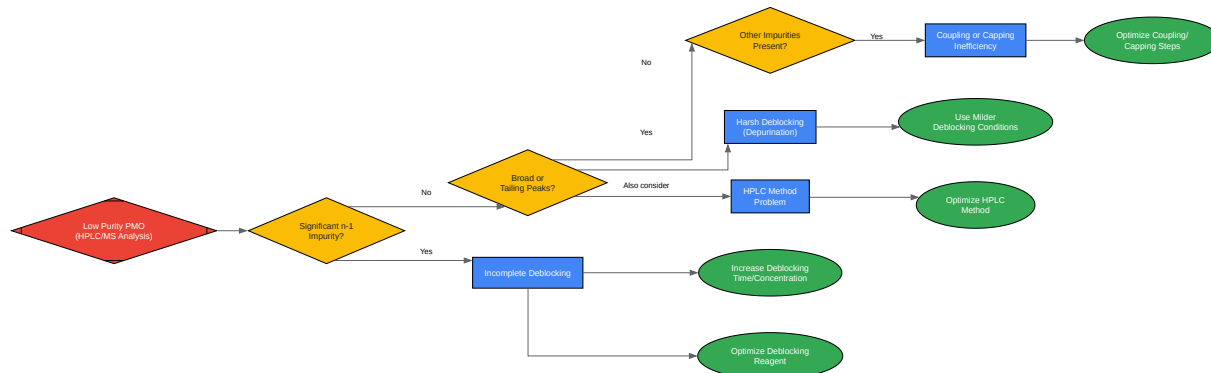 Other Impurities
Present?
Yes
Coupling or Capping
Inefficiency
Optimize Coupling/
Capping Steps
No
Harsh Deblocking
(Depurination)
Use Milder
Deblocking Conditions
Yes
Broad or
Tailing Peaks?
Also consider
HPLC Method
Problem
Optimize HPLC
Method
No
Low Purity PMO
(HPLC/MS Analysis)
Significant n-1
Impurity?
Yes
Incomplete Deblocking
Increase Deblocking
Time/Concentration
Optimize Deblocking
Reagent